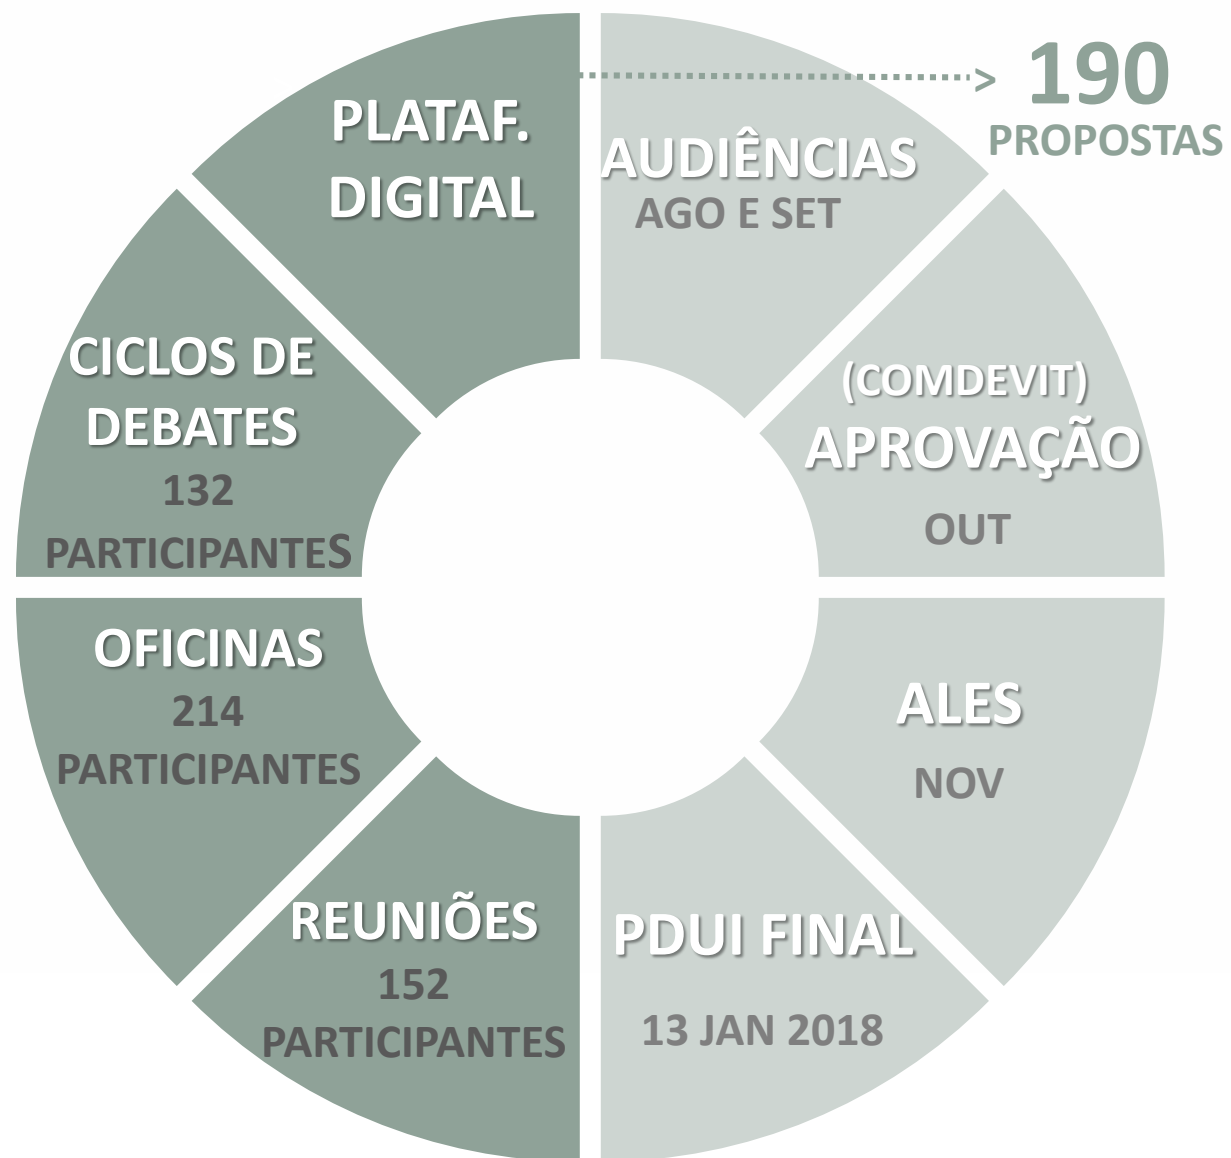 PLATAF.
DIGITAL
190
PROPOSTAS
AUDIÊNCIAS
AGO E SET
(COMDEVIT)
APROVAÇÃO
OUT
ALES
NOV
PDUI FINAL
13 JAN 2018
REUNIÕES
152
PARTICIPANTES
OFICINAS
214
PARTICIPANTES
CICLOS DE
DEBATES
132
PARTICIPANTES